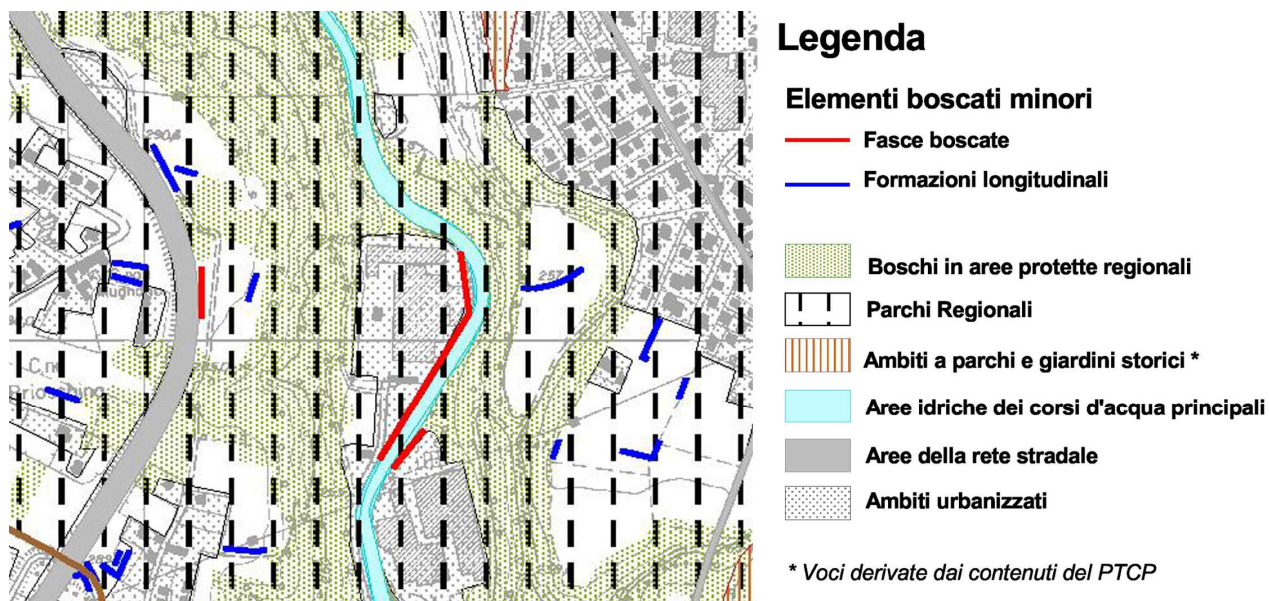 Legenda
Elementi boscati minori
Fasce boscate
Formazioni longitudinali
Boschi in aree protette regionali
Parchi Regionali
Ambiti a parchi e giardini storici *
Aree idriche dei corsi d'acqua principali
Aree della rete stradale
Ambiti urbanizzati
* Voci derivate dai contenuti del PTCP